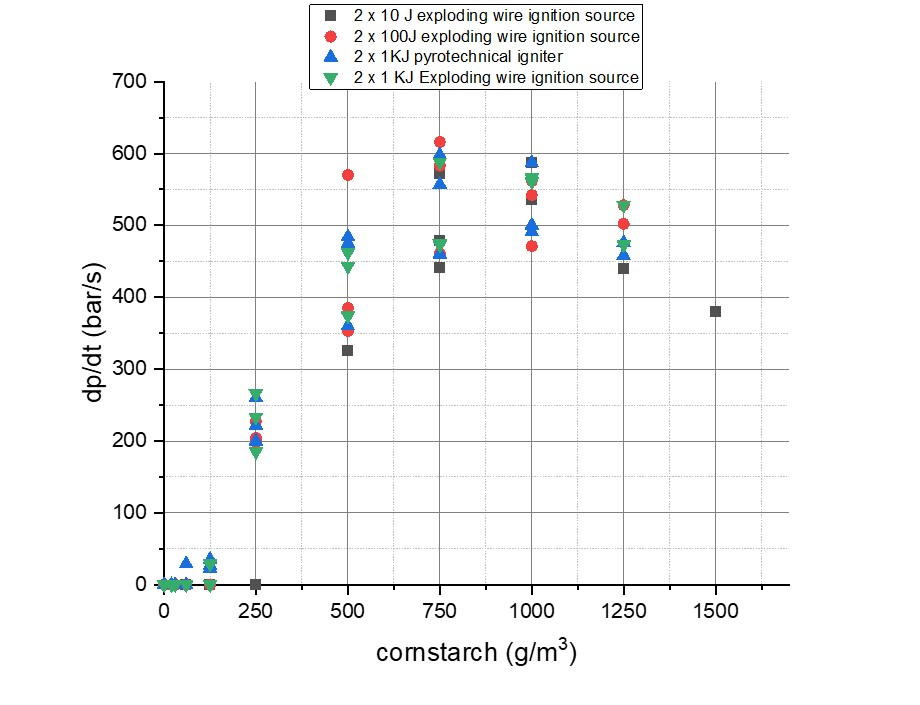 2 x 10 J exploding wire ignition source
2 x 100J exploding wire ignition source
2 x 1KJ pyrotechnical igniter
2 x 1 KJ Exploding wire ignition source
700
600
500
400
300
200
100
0
dp/dt (bar/s)
0 250 500 750 1000 1250 1500
cornstarch (g/m³)